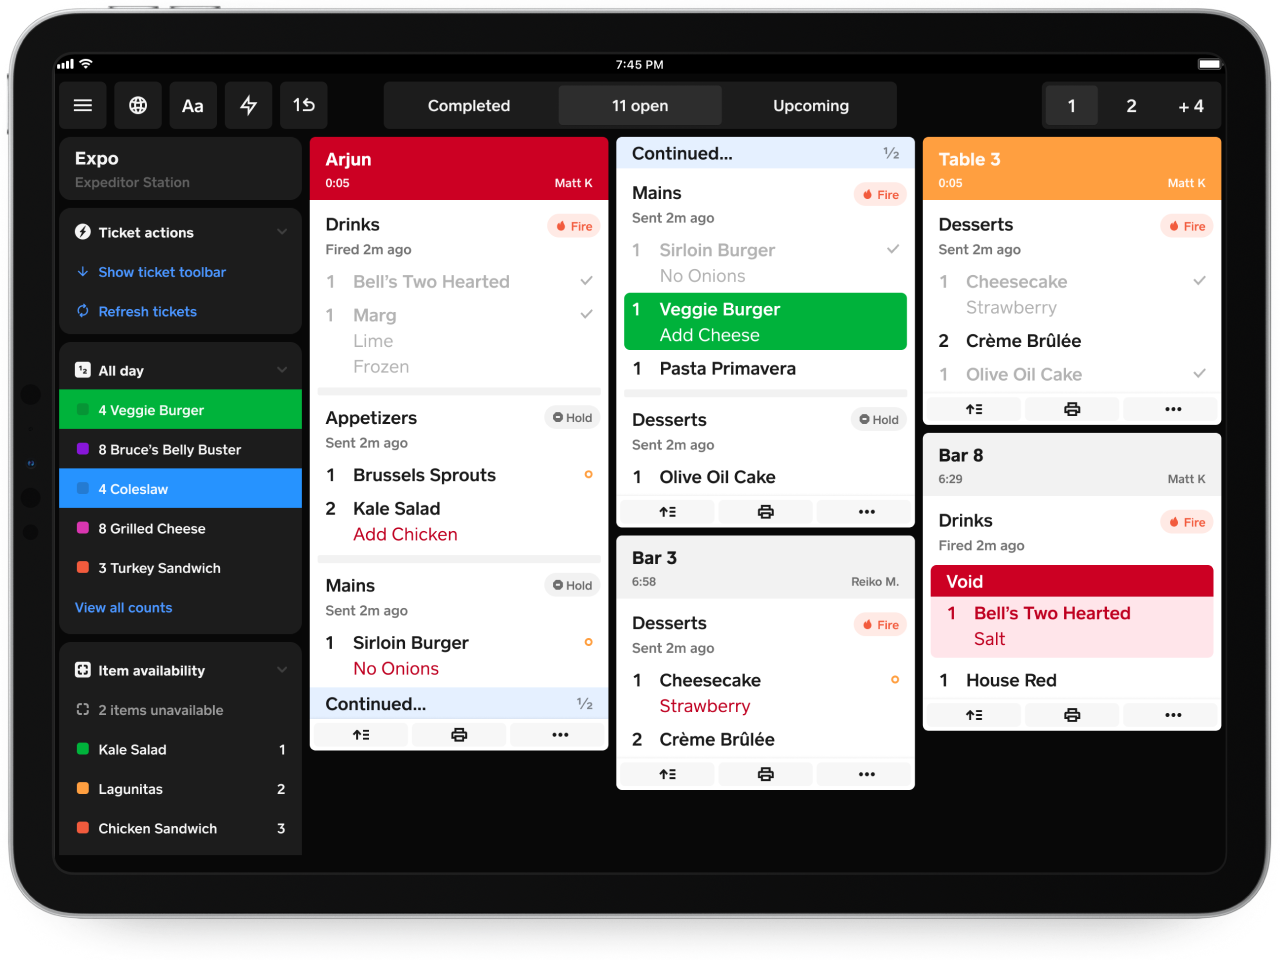 7:45 PM
Aa
1
Completed
11 open
Upcoming
1
2
+ 4
Expo
Expeditor Station
Ticket actions
Show ticket toolbar
Refresh tickets
½
All day
4 Veggie Burger
8 Bruce's Belly Buster
4 Coleslaw
8 Grilled Cheese
3 Turkey Sandwich
View all counts
Item availability
2 items unavailable
Kale Salad 1
Lagunitas 2
Chicken Sandwich 3
Arjun
0:05 Matt K
Drinks Fire
Fired 2m ago
1 Bell's Two Hearted
1 Marg
Lime
Frozen
Appetizers Hold
Sent 2m ago
1 Brussels Sprouts
2 Kale Salad
Add Chicken
Mains Hold
Sent 2m ago
1 Sirloin Burger
No Onions
Continued... ½
Continued... ½
Mains Fire
Sent 2m ago
1 Sirloin Burger
No Onions
1 Veggie Burger
Add Cheese
1 Pasta Primavera
Desserts Hold
Sent 2m ago
1 Olive Oil Cake
Bar 3
6:58 Reiko M.
Desserts Fire
Sent 2m ago
1 Cheesecake
Strawberry
2 Crème Brûlée
Table 3
0:05 Matt K
Desserts Fire
Sent 2m ago
1 Cheesecake
Strawberry
2 Crème Brûlée
1 Olive Oil Cake
Bar 8
6:29 Matt K
Drinks Fire
Fired 2m ago
Void
1 Bell's Two Hearted
Salt
1 House Red